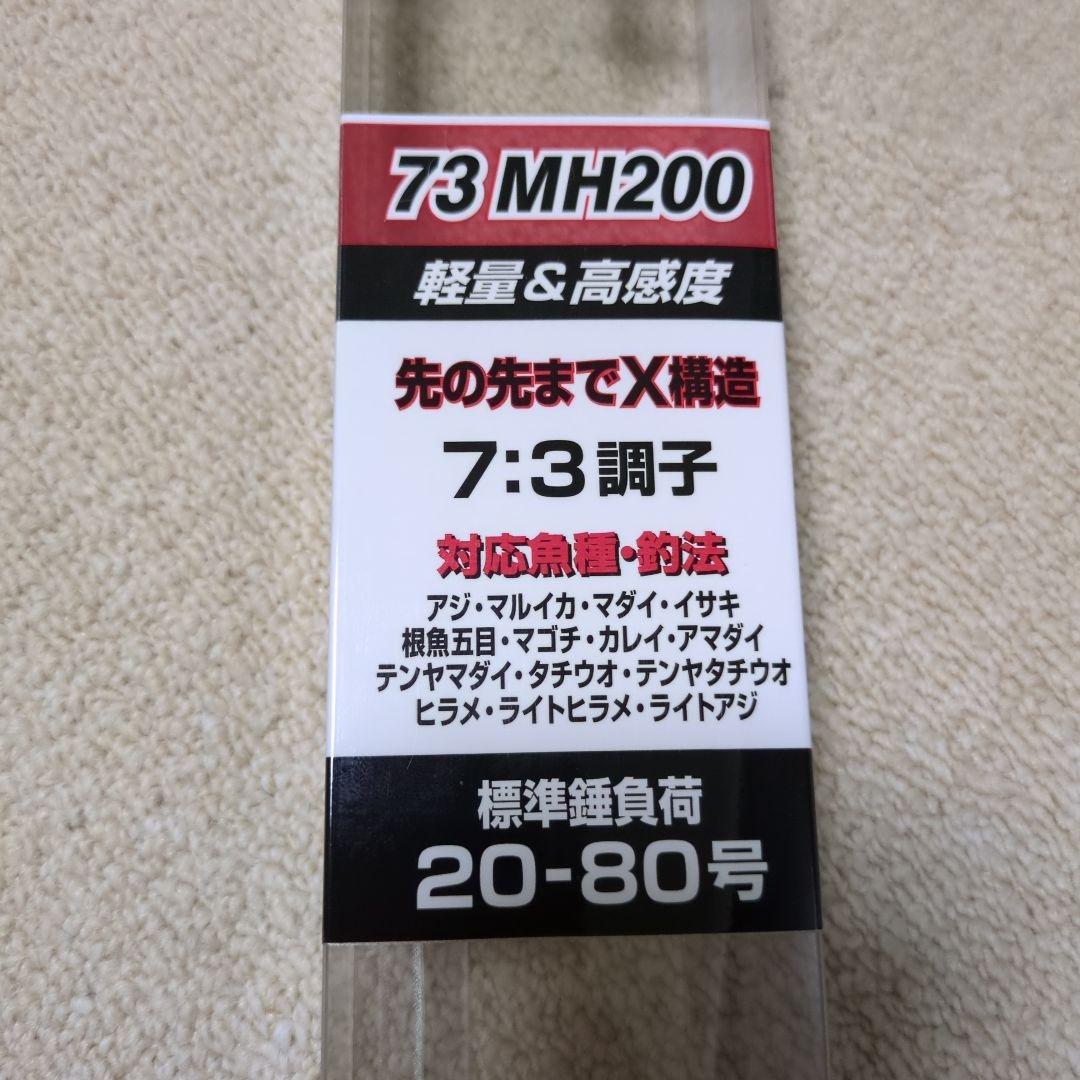 73 MH200
軽量&高感度
先の先までX構造
7:3調子
対応魚種・釣法
アジ・マルイカ・マダイ・イサキ
根魚五目・マゴチ・カレイ・アマダイ
テンヤマダイ・タチウオ・テンヤタチウオ
ヒラメ・ライトヒラメ・ライトアジ
標準錘負荷
20-80号